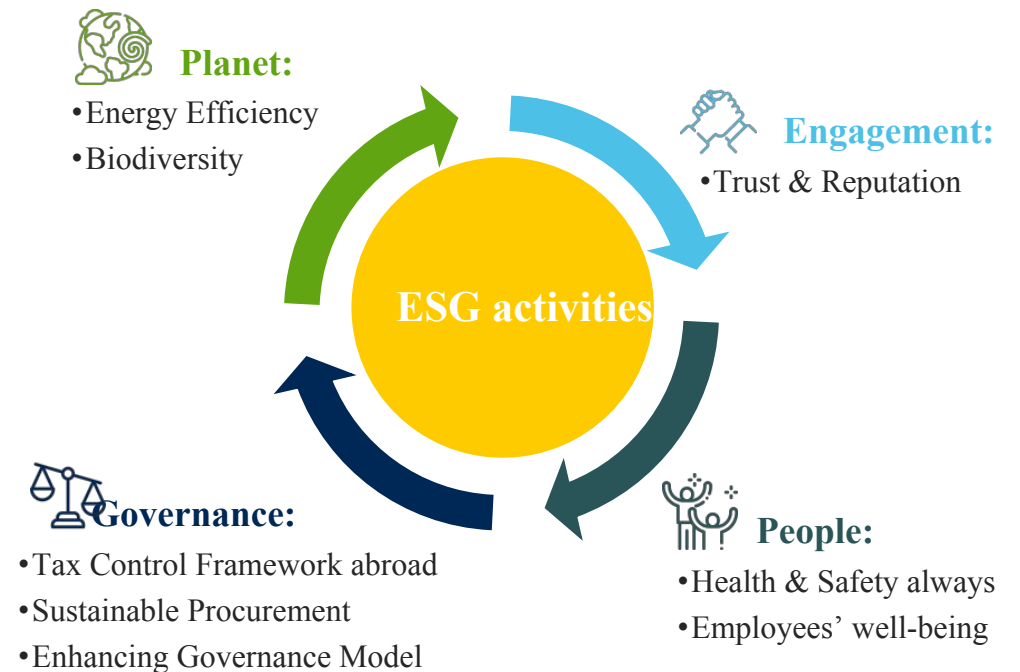 Planet:
•Energy Efficiency
•Biodiversity
Engagement:
•Trust & Reputation
ESG activities
Governance:
•Tax Control Framework abroad
•Sustainable Procurement
•Enhancing Governance Model
People:
•Health & Safety always
•Employees’ well-being